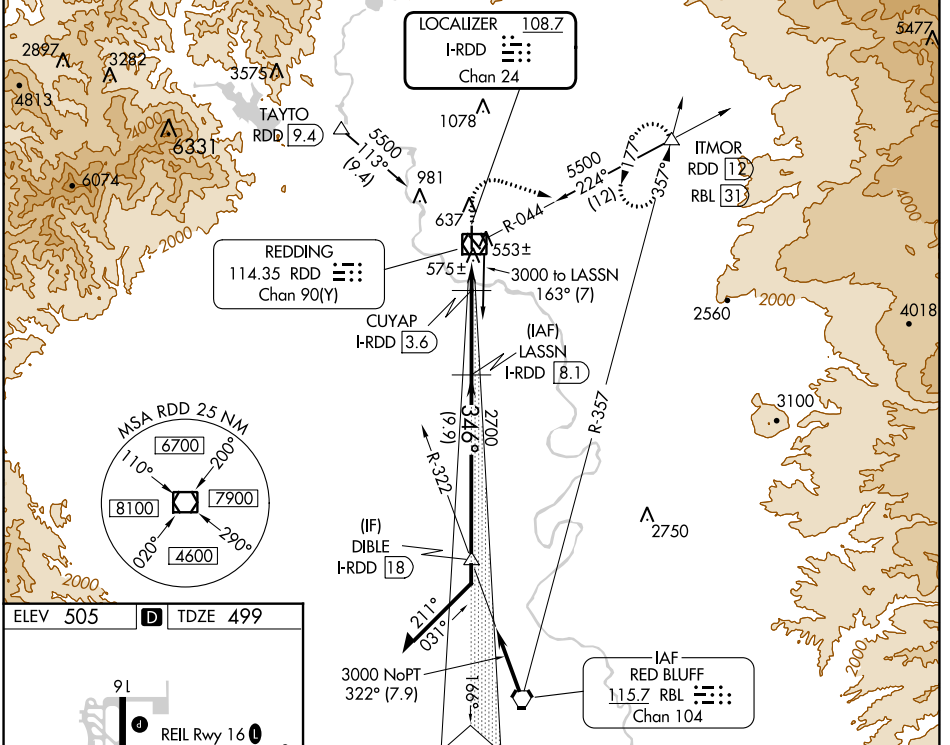 LOCALIZER 108.7
I-RDD
Chan 24
5477
2897
3282
3575
4813
4000
6331
6074
2000
TAYTO
RDD 9.4
5500
113°
(9.4)
1078
981
637
ITMOR
RDD 12
RBL 31
177°
357°
5500
224°
(12)
R-044
553±
575±
REDDING
114.35 RDD
Chan 90(Y)
3000 to LASSN
163° (7)
CUYAP
I-RDD 3.6
(IAF)
LASSN
I-RDD 8.1
2560
2000
4018
3100
2750
R-357
346°
2700
(9.9)
R-322
MSA RDD 25 NM
6700
110°
200°
8100
7900
020°
290°
4600
2000
(IF)
DIBLE
I-RDD 18
211°
031°
3000 NoPT
322° (7.9)
166°
IAF
RED BLUFF
115.7 RBL
Chan 104
2000
ELEV 505
D
TDZE 499
16
P
REIL Rwy 16 L